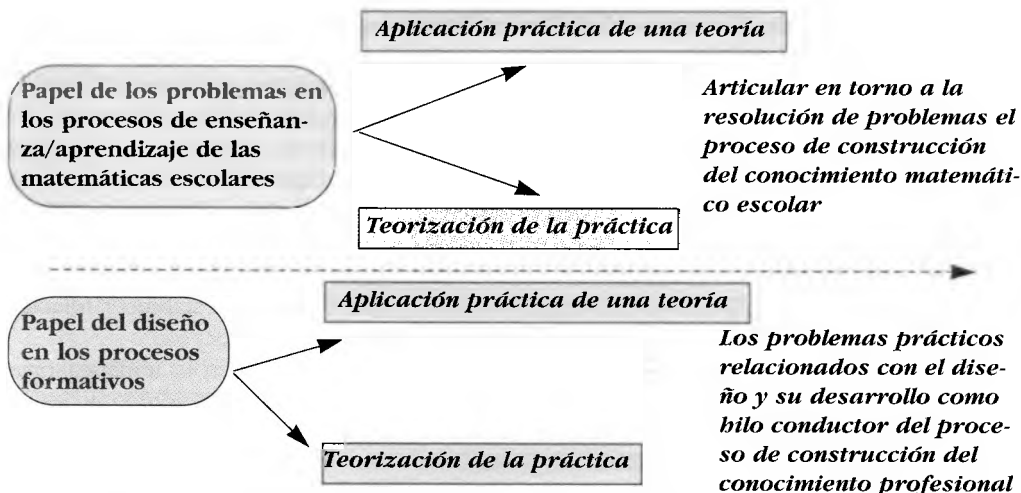 Aplicación práctica de una teoría
Papel de los problemas en
los procesos de enseñan-
za/aprendizaje de las
matemáticas escolares
Articular en torno a la
resolución de problemas el
proceso de construcción
del conocimiento matemáti-
co escolar
Teorización de la práctica
Aplicación práctica de una teoría
Papel del diseño
en los procesos
formativos
Los problemas prácticos
relacionados con el dise-
ño y su desarrollo como
hilo conductor del proce-
so de construcción del
conocimiento profesional
Teorización de la práctica